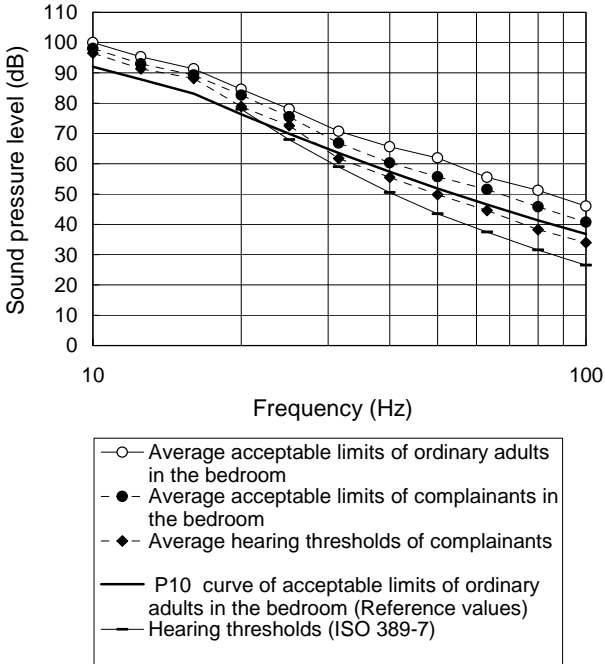 110
100
90
80
70
60
50
40
30
20
10
0
Sound pressure level (dB)
10
100
Frequency (Hz)
Average acceptable limits of ordinary adults
in the bedroom
Average acceptable limits of complainants in
the bedroom
Average hearing thresholds of complainants
P10 curve of acceptable limits of ordinary
adults in the bedroom (Reference values)
Hearing thresholds (ISO 389-7)